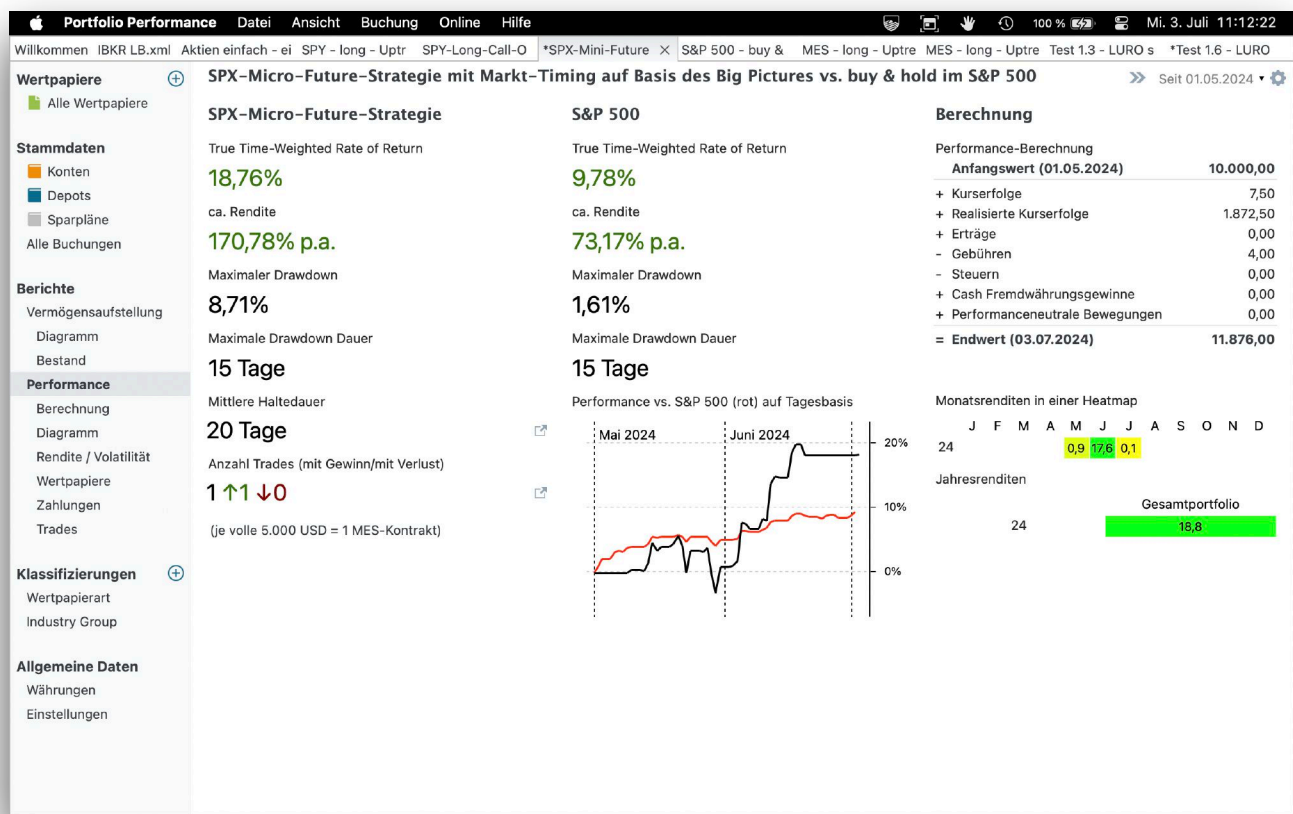 Portfolio Performance Datei Ansicht Buchung Online Hilfe 100 % Mi. 3. Juli 11:12:22
Willkommen IBKR LB.xml Aktien einfach - ei SPY - long - Uptr SPY-Long-Call-O *SPX-Mini-Future × S&P 500 - buy & MES - long - Uptre MES - long - Uptre Test 1.3 - LURO s *Test 1.6 - LURO
Wertpapiere
Alle Wertpapiere
Stammdaten
Konten
Depots
Sparpläne
Alle Buchungen
Berichte
Vermögensaufstellung
Diagramm
Bestand
Performance
Berechnung
Diagramm
Rendite / Volatilität
Wertpapiere
Zahlungen
Trades
Klassifizierungen
Wertpapierart
Industry Group
Allgemeine Daten
Währungen
Einstellungen
SPX-Micro-Future-Strategie mit Markt-Timing auf Basis des Big Pictures vs. buy & hold im S&P 500
Seit 01.05.2024
SPX-Micro-Future-Strategie
True Time-Weighted Rate of Return
18,76%
ca. Rendite
170,78% p.a.
Maximaler Drawdown
8,71%
Maximale Drawdown Dauer
15 Tage
Mittlere Haltedauer
20 Tage
Anzahl Trades (mit Gewinn/mit Verlust)
1 ↑1 ↓0
(je volle 5.000 USD = 1 MES-Kontrakt)
S&P 500
True Time-Weighted Rate of Return
9,78%
ca. Rendite
73,17% p.a.
Maximaler Drawdown
1,61%
Maximale Drawdown Dauer
15 Tage
Performance vs. S&P 500 (rot) auf Tagesbasis
Mai 2024 Juni 2024
20%
10%
0%
Berechnung
Performance-Berechnung
Anfangswert (01.05.2024) 10.000,00
+ Kurserfolge 7,50
+ Realisierte Kurserfolge 1.872,50
+ Erträge 0,00
- Gebühren 4,00
- Steuern 0,00
+ Cash Fremdwährungsgewinne 0,00
+ Performanceneutrale Bewegungen 0,00
= Endwert (03.07.2024) 11.876,00
Monatsrenditen in einer Heatmap
J F M A M J J A S O N D
24 0,9 17,6 0,1
Jahresrenditen
Gesamtportfolio
24 18,8